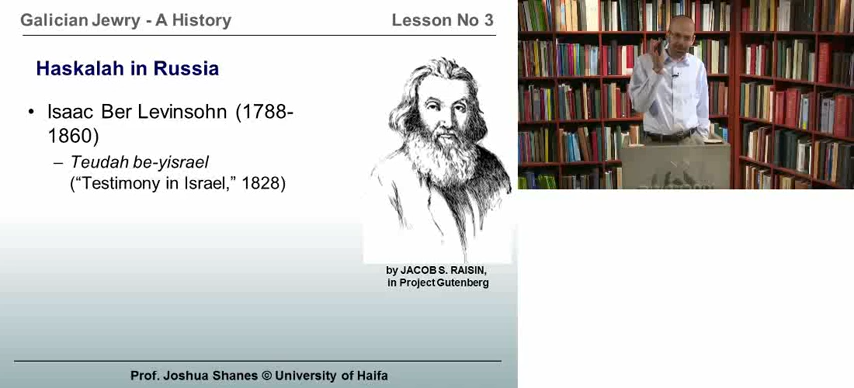 Galician Jewry - A History
Lesson No 3
Haskalah in Russia
• Isaac Ber Levinsohn (1788-
1860)
– Teudah be-yisrael
(“Testimony in Israel,” 1828)
by JACOB S. RAISIN,
in Project Gutenberg
Prof. Joshua Shanes © University of Haifa